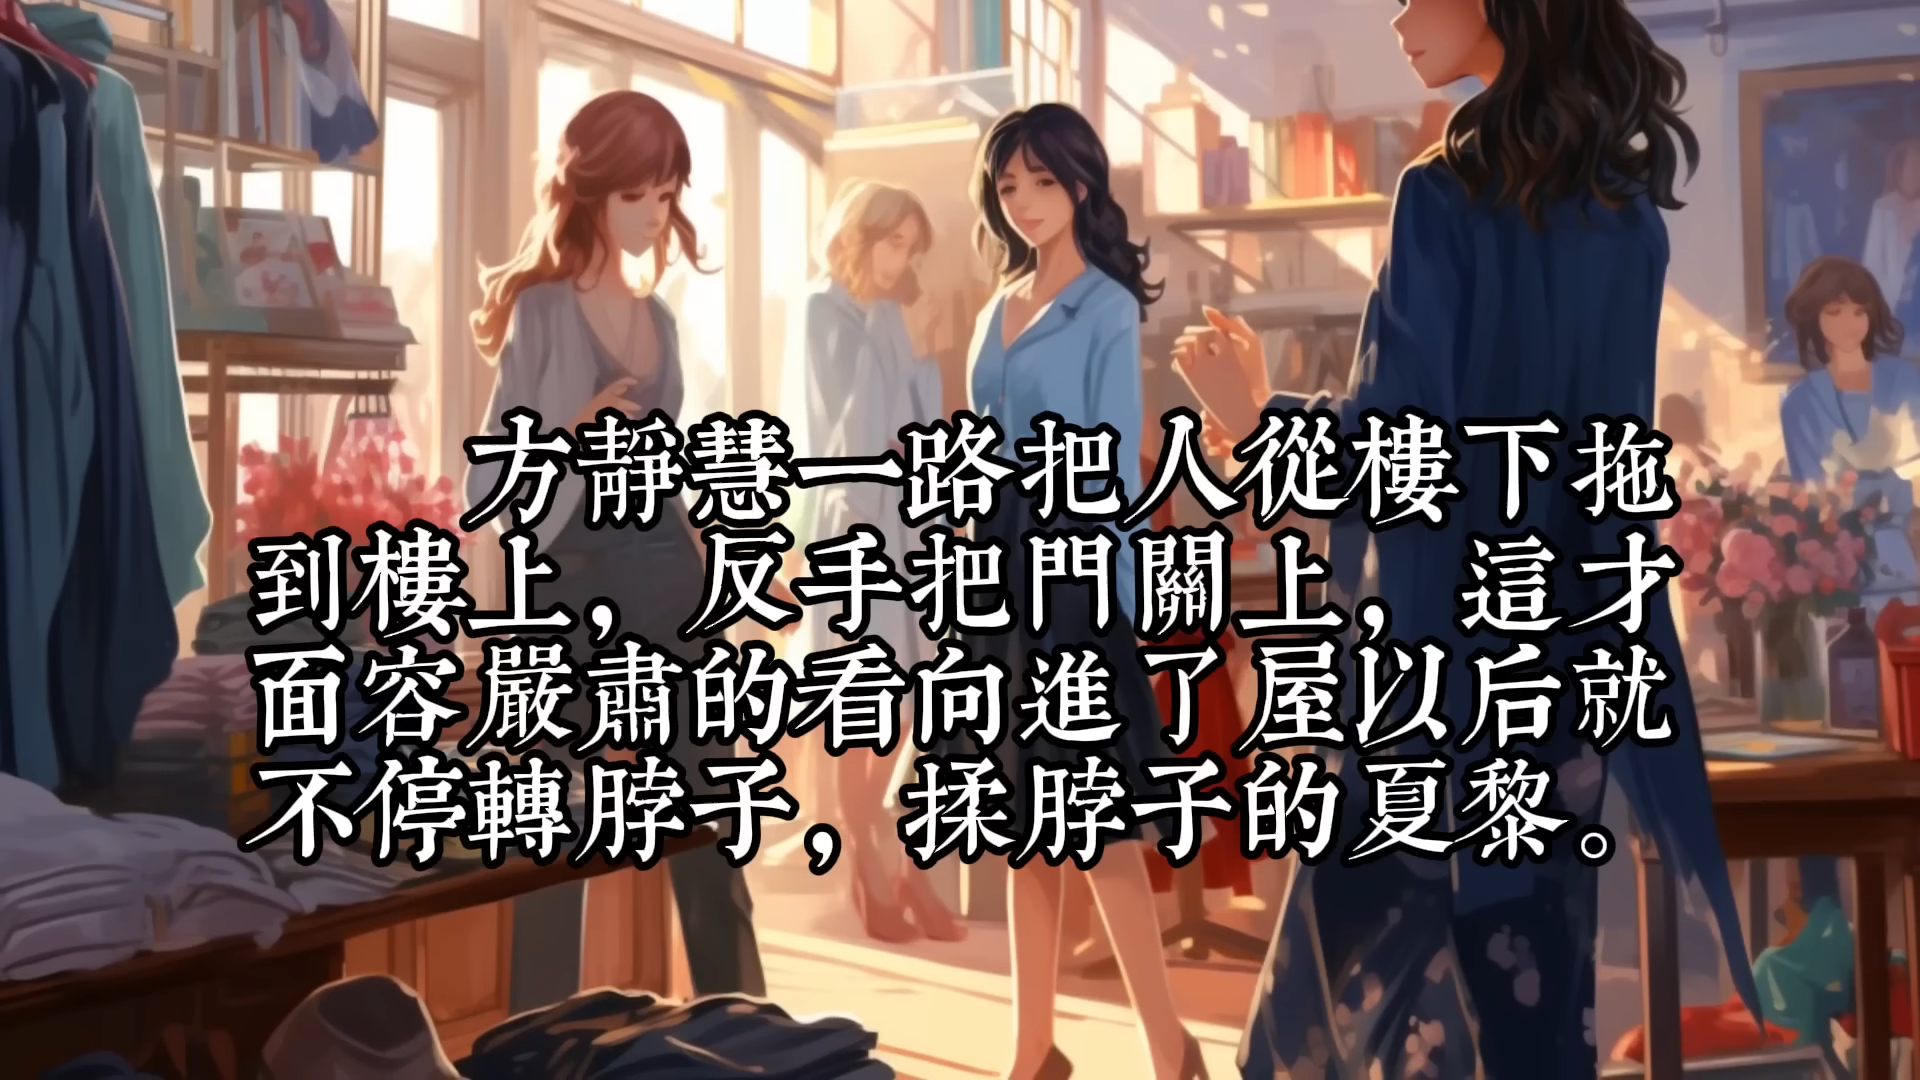 方靜慧一路把人從樓下拖
到樓上，反手把門關上，這才
面容嚴肅的看向進了屋以后就
不停轉脖子，揉脖子的夏黎。